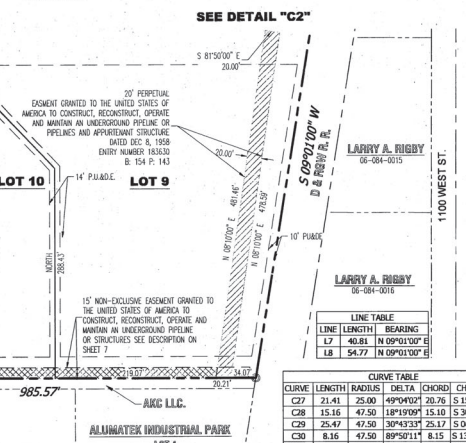 SEE DETAIL "C2"
S 81°50'00" E
20.00'
20' PERPETUAL
EASMENT GRANTED TO THE UNITED STATES OF
AMERICA TO CONSTRUCT, RECONSTRUCT, OPERATE
AND MAINTAIN AN UNDERGROUND PIPELINE OR
PIPELINES AND APPURTENANT STRUCTURE
DATED DEC 8, 1958
ENTRY NUMBER 183630
B: 154 P: 143
20.00'
S 09°01'00" W
D & RGW R. R.
LARRY A. RIGBY
06-084-0015
1100 WEST ST.
LOT 10
14' P.U.&D.E.
LOT 9
N 08°10'00" E 481.46'
N 08°10'00" E 478.59'
10' PU&DE
NORTH 288.43'
LARRY A. RIGBY
06-084-0016
15' NON-EXCLUSIVE EASEMENT GRANTED TO
THE UNITED STATES OF AMERICA TO
CONSTRUCT, RECONSTRUCT, OPERATE AND
MAINTAIN AN UNDERGROUND PIPELINE
OR STRUCTURES SEE DESCRIPTION ON
SHEET 7
LINE TABLE
LINE LENGTH BEARING
L7 40.81 N 09°01'00" E
L8 54.77 N 09°01'00" E
219.07
34.07
20.21'
985.57'
AKC LLC.
ALUMATEK INDUSTRIAL PARK
CURVE TABLE
CURVE LENGTH RADIUS DELTA CHORD CH
C27 21.41 25.00 49°04'02" 20.76 S 1
C28 15.16 47.50 18°19'09" 15.10 S 3
C29 25.47 47.50 30°43'33" 25.17 S 0
C30 8.16 47.50 89°50'11" 8.15 S 1